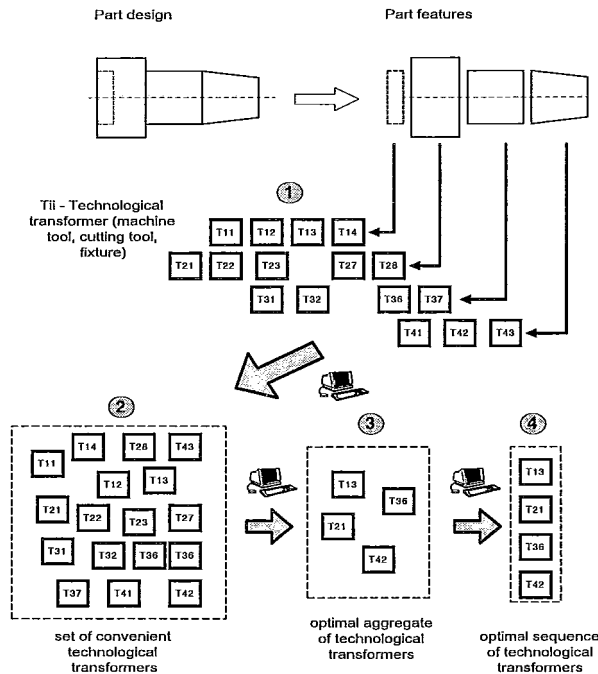 Part design
Part features
1
Tii - Technological
transformer (machine
tool, cutting tool,
fixture)
T11 T12 T13 T14
T21 T22 T23 T27 T28
T31 T32 T36 T37
T41 T42 T43
2
3
4
T14 T28 T43
T11
T12 T13
T21 T22 T23 T27
T31 T32 T36 T36
T37 T41 T42
T13
T36
T21
T42
T13
T21
T36
T42
set of convenient
technological
transformers
optimal aggregate
of technological
transformers
optimal sequence
of technological
transformers